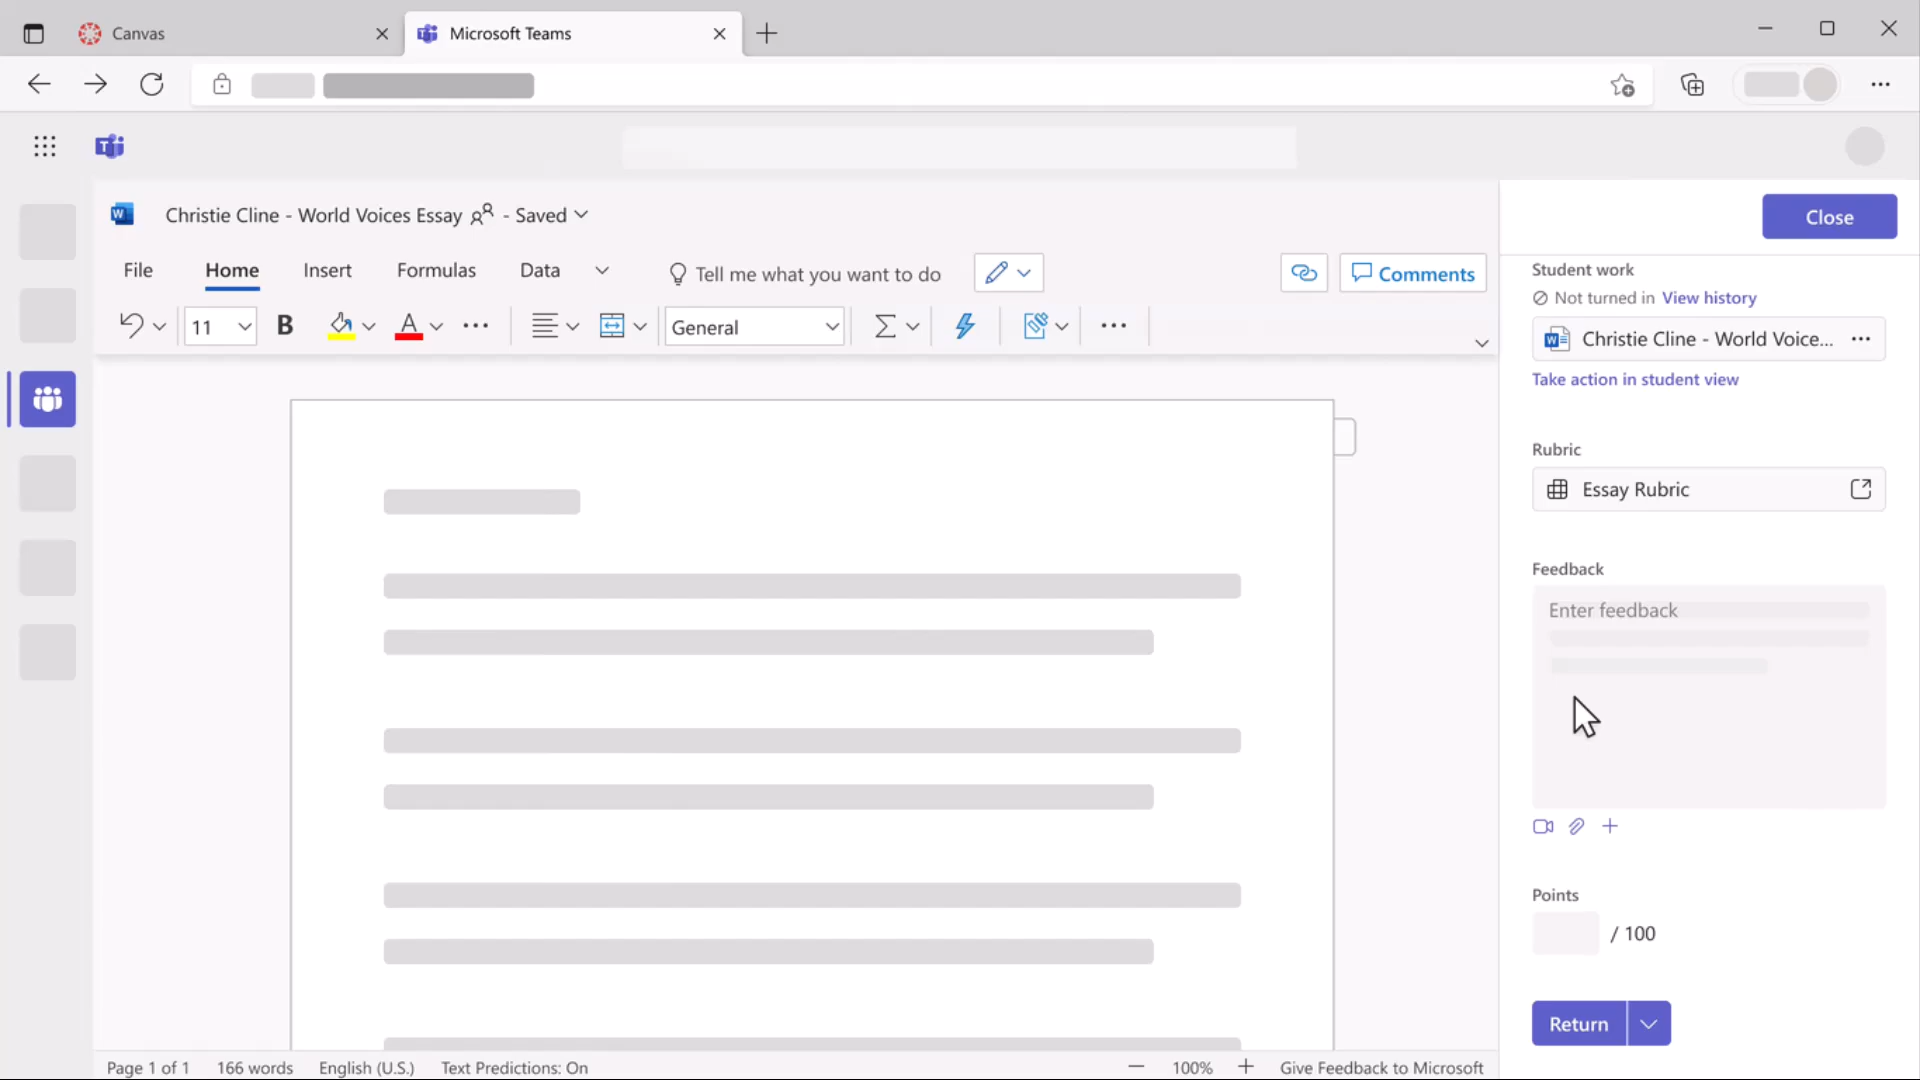 Canvas
Microsoft Teams
Christie Cline - World Voices Essay - Saved
Close
File Home Insert Formulas Data Tell me what you want to do Comments
11 B A General
Student work
Not turned in View history
Christie Cline - World Voice...
Take action in student view
Rubric
Essay Rubric
Feedback
Enter feedback
Points
/ 100
Return
Page 1 of 1 166 words English (U.S.) Text Predictions: On 100% Give Feedback to Microsoft